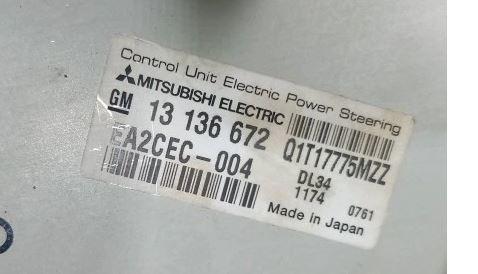 Control Unit Electric Power Steering
MITSUBISHI ELECTRIC
GM 13 136 672 Q1T17775MZZ
EA2CEC-004 DL34
1174 0761
Made in Japan